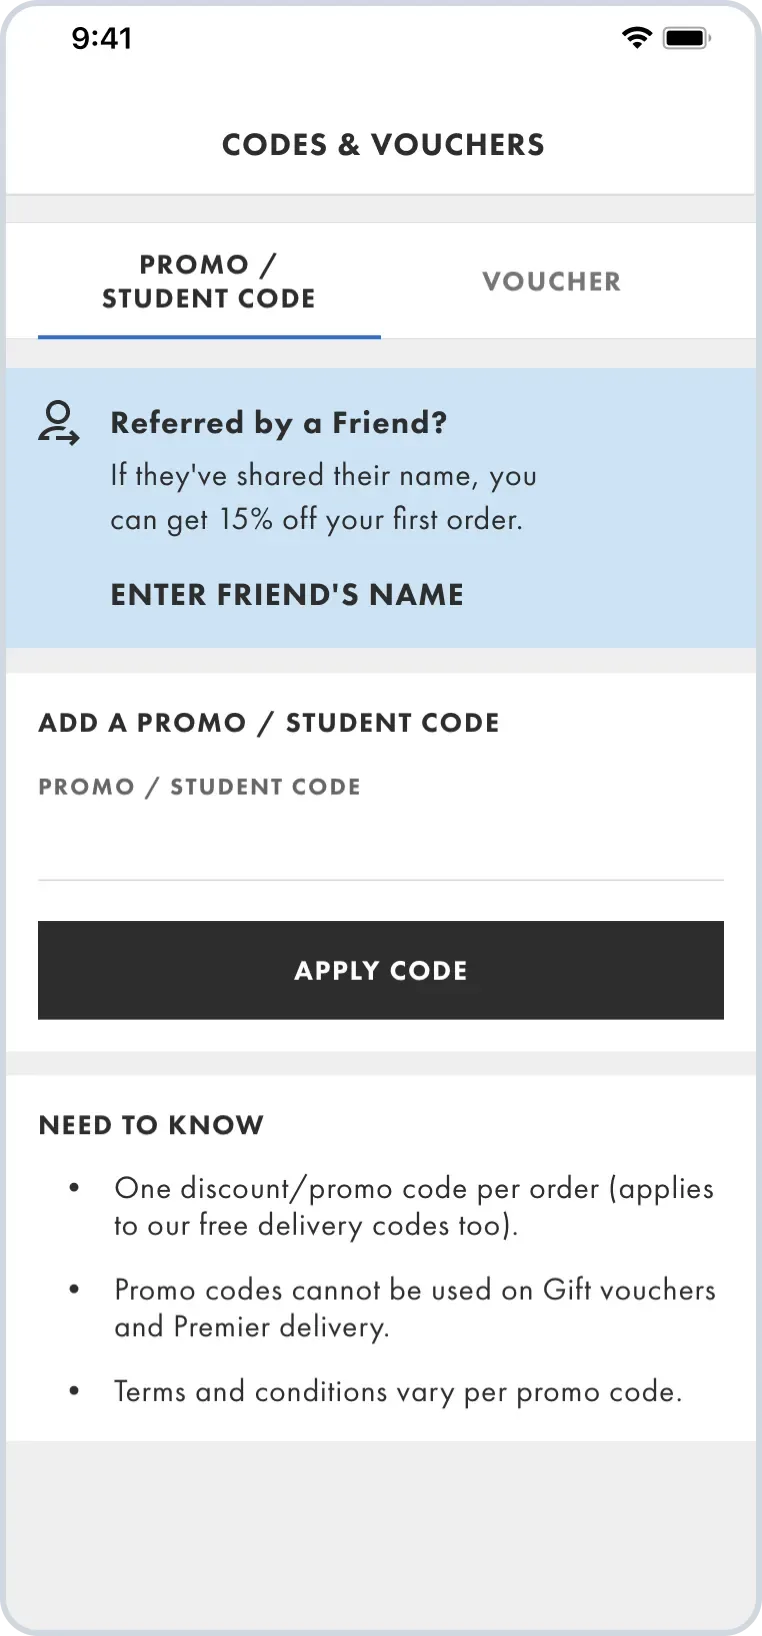 9:41
CODES & VOUCHERS
PROMO /
STUDENT CODE
VOUCHER
Referred by a Friend?
If they've shared their name, you
can get 15% off your first order.
ENTER FRIEND'S NAME
ADD A PROMO / STUDENT CODE
PROMO / STUDENT CODE
APPLY CODE
NEED TO KNOW
• One discount/promo code per order (applies
to our free delivery codes too).
• Promo codes cannot be used on Gift vouchers
and Premier delivery.
• Terms and conditions vary per promo code.